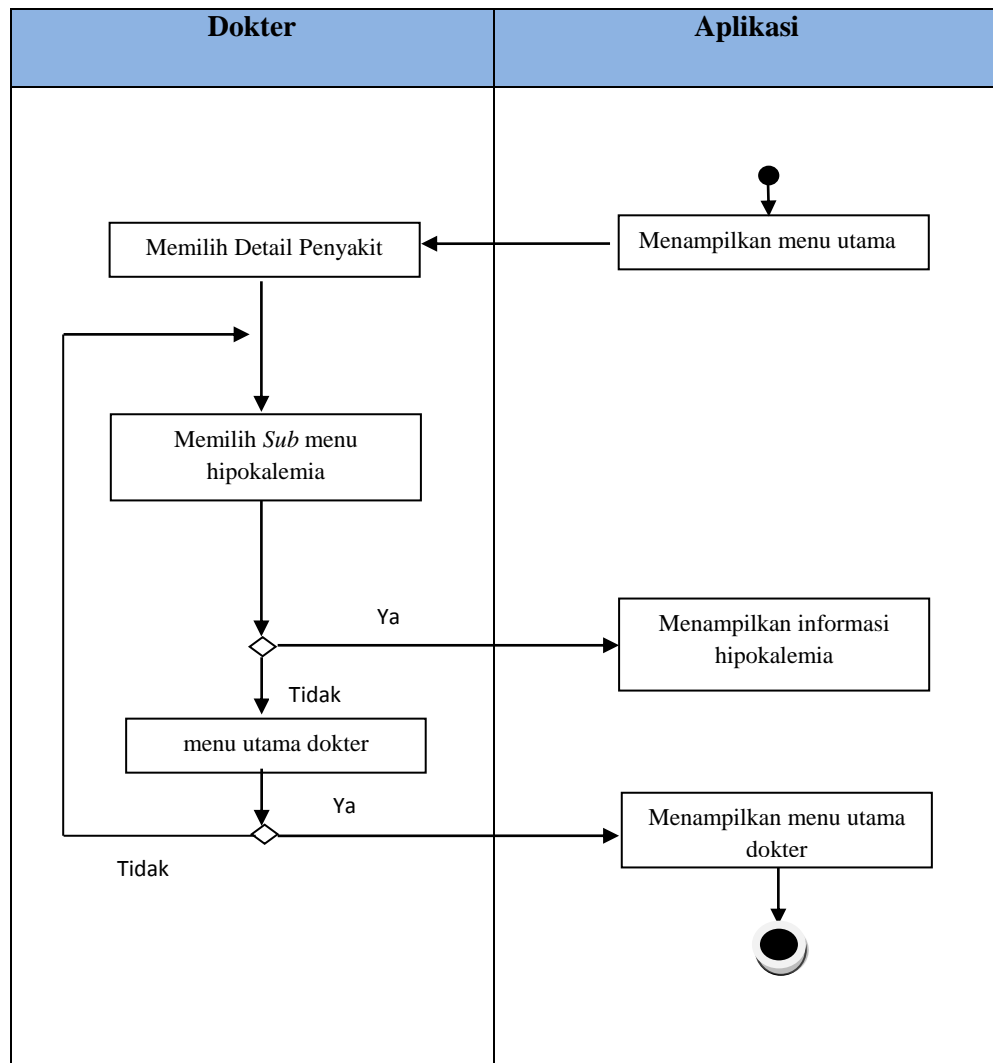 Dokter
Aplikasi
Menampilkan menu utama
Memilih Detail Penyakit
Memilih Sub menu
hipokalemia
Ya
Menampilkan informasi
hipokalemia
Tidak
menu utama dokter
Ya
Menampilkan menu utama
dokter
Tidak